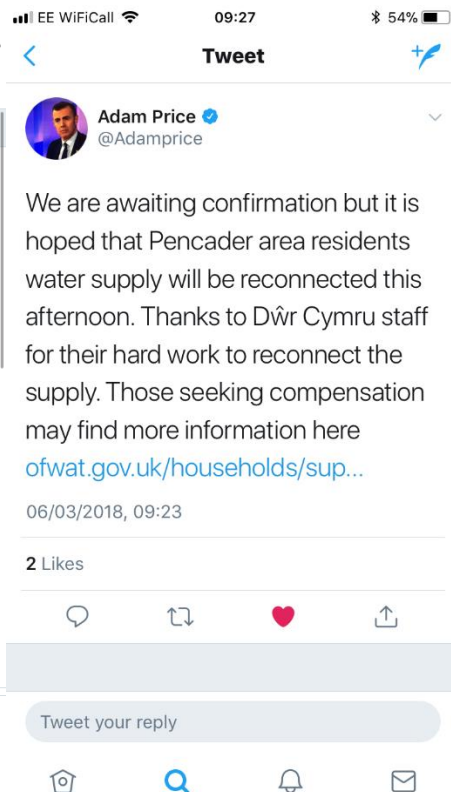 EE WiFiCall 09:27 54%
Tweet
Adam Price
@Adamprice
We are awaiting confirmation but it is
hoped that Pencader area residents
water supply will be reconnected this
afternoon. Thanks to Dŵr Cymru staff
for their hard work to reconnect the
supply. Those seeking compensation
may find more information here
ofwat.gov.uk/households/sup...
06/03/2018, 09:23
2 Likes
Tweet your reply